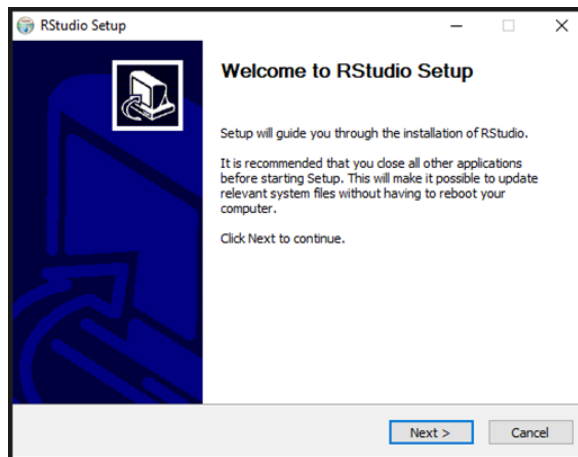 RStudio Setup
Welcome to RStudio Setup
Setup will guide you through the installation of RStudio.
It is recommended that you close all other applications
before starting Setup. This will make it possible to update
relevant system files without having to reboot your
computer.
Click Next to continue.
Next >
Cancel